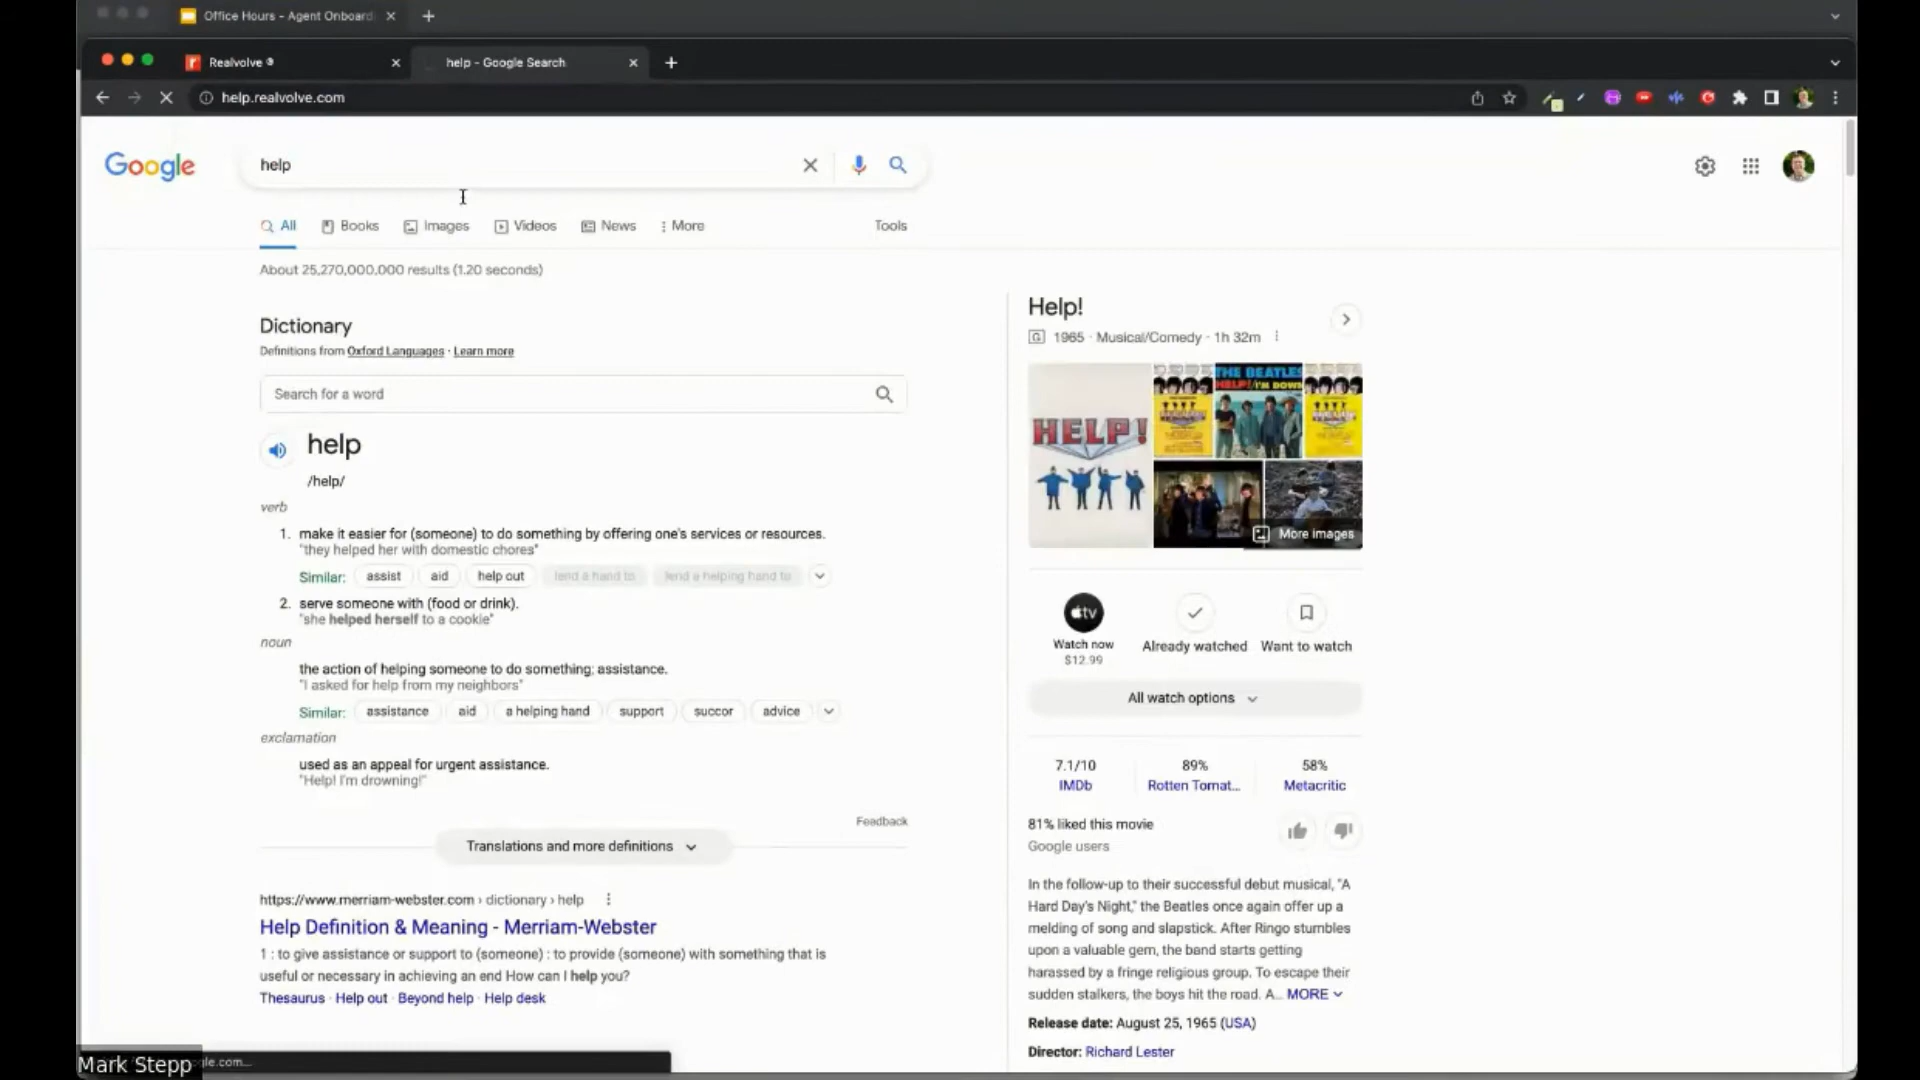 Office Hours - Agent Onboard
Realvolve ®
help - Google Search
help.realvolve.com
Google
help
All
Books
Images
Videos
News
More
Tools
About 25,270,000,000 results (1.20 seconds)
Dictionary
Definitions from Oxford Languages · Learn more
Search for a word
help
/help/
verb
1. make it easier for (someone) to do something by offering one's services or resources.
"they helped her with domestic chores"
Similar: assist aid help out lend a hand to lend a helping hand to
2. serve someone with (food or drink).
"she helped herself to a cookie"
noun
the action of helping someone to do something; assistance.
"I asked for help from my neighbors"
Similar: assistance aid a helping hand support succor advice
exclamation
used as an appeal for urgent assistance.
"Help! I'm drowning!"
Feedback
Translations and more definitions
https://www.merriam-webster.com › dictionary › help
Help Definition & Meaning - Merriam-Webster
1 : to give assistance or support to (someone) : to provide (someone) with something that is
useful or necessary in achieving an end How can I help you?
Thesaurus · Help out · Beyond help · Help desk
Help!
G 1965 · Musical/Comedy · 1h 32m
HELP!
THE BEATLES
HELP! / I'M DOWN
More images
tv
Watch now
$12.99
Already watched
Want to watch
All watch options
7.1/10
IMDb
89%
Rotten Tomat...
58%
Metacritic
81% liked this movie
Google users
In the follow-up to their successful debut musical, "A
Hard Day's Night," the Beatles once again offer up a
melding of song and slapstick. After Ringo stumbles
upon a valuable gem, the band starts getting
harassed by a fringe religious group. To escape their
sudden stalkers, the boys hit the road. A... MORE
Release date: August 25, 1965 (USA)
Director: Richard Lester
Mark Stepp
gle.com...